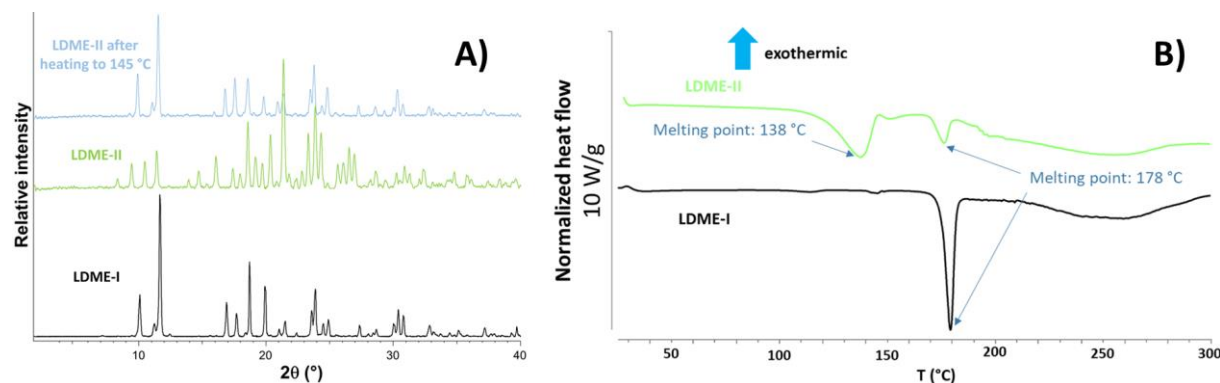 LDME-II after
heating to 145 °C
A)
LDME-II
LDME-I
Relative intensity
10
20
30
40
2θ (°)
exothermic
B)
LDME-II
Melting point: 138 °C
Melting point: 178 °C
LDME-I
Normalized heat flow
10 W/g
50
100
150
200
250
300
T (°C)